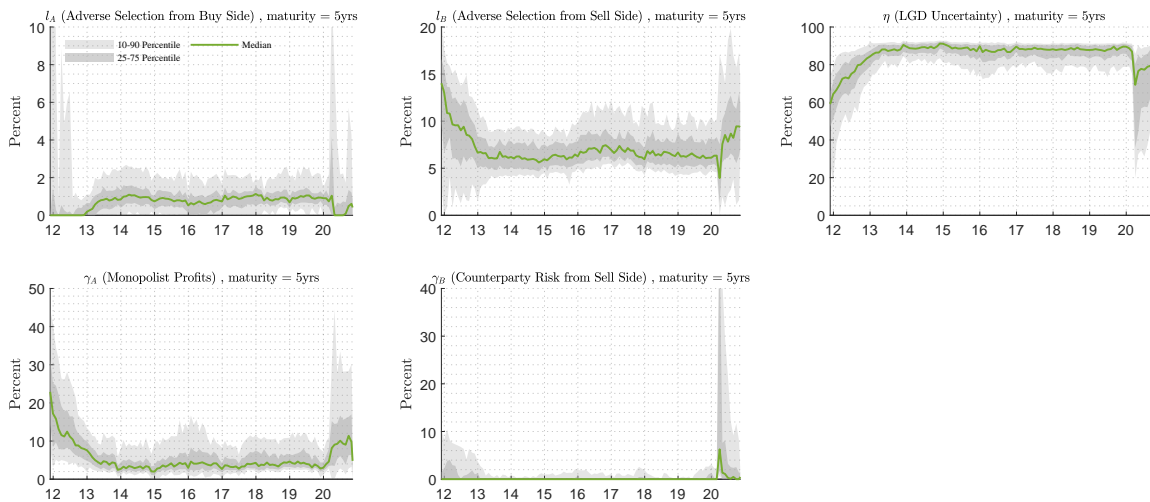 l_A (Adverse Selection from Buy Side) , maturity = 5yrs
10-90 Percentile
Median
25-75 Percentile
Percent
10
8
6
4
2
0
12 13 14 15 16 17 18 19 20
l_B (Adverse Selection from Sell Side) , maturity = 5yrs
Percent
20
15
10
5
0
12 13 14 15 16 17 18 19 20
η (LGD Uncertainty) , maturity = 5yrs
Percent
100
80
60
40
20
0
12 13 14 15 16 17 18 19 20
γ_A (Monopolist Profits) , maturity = 5yrs
Percent
50
40
30
20
10
0
12 13 14 15 16 17 18 19 20
γ_B (Counterparty Risk from Sell Side) , maturity = 5yrs
Percent
40
30
20
10
0
12 13 14 15 16 17 18 19 20